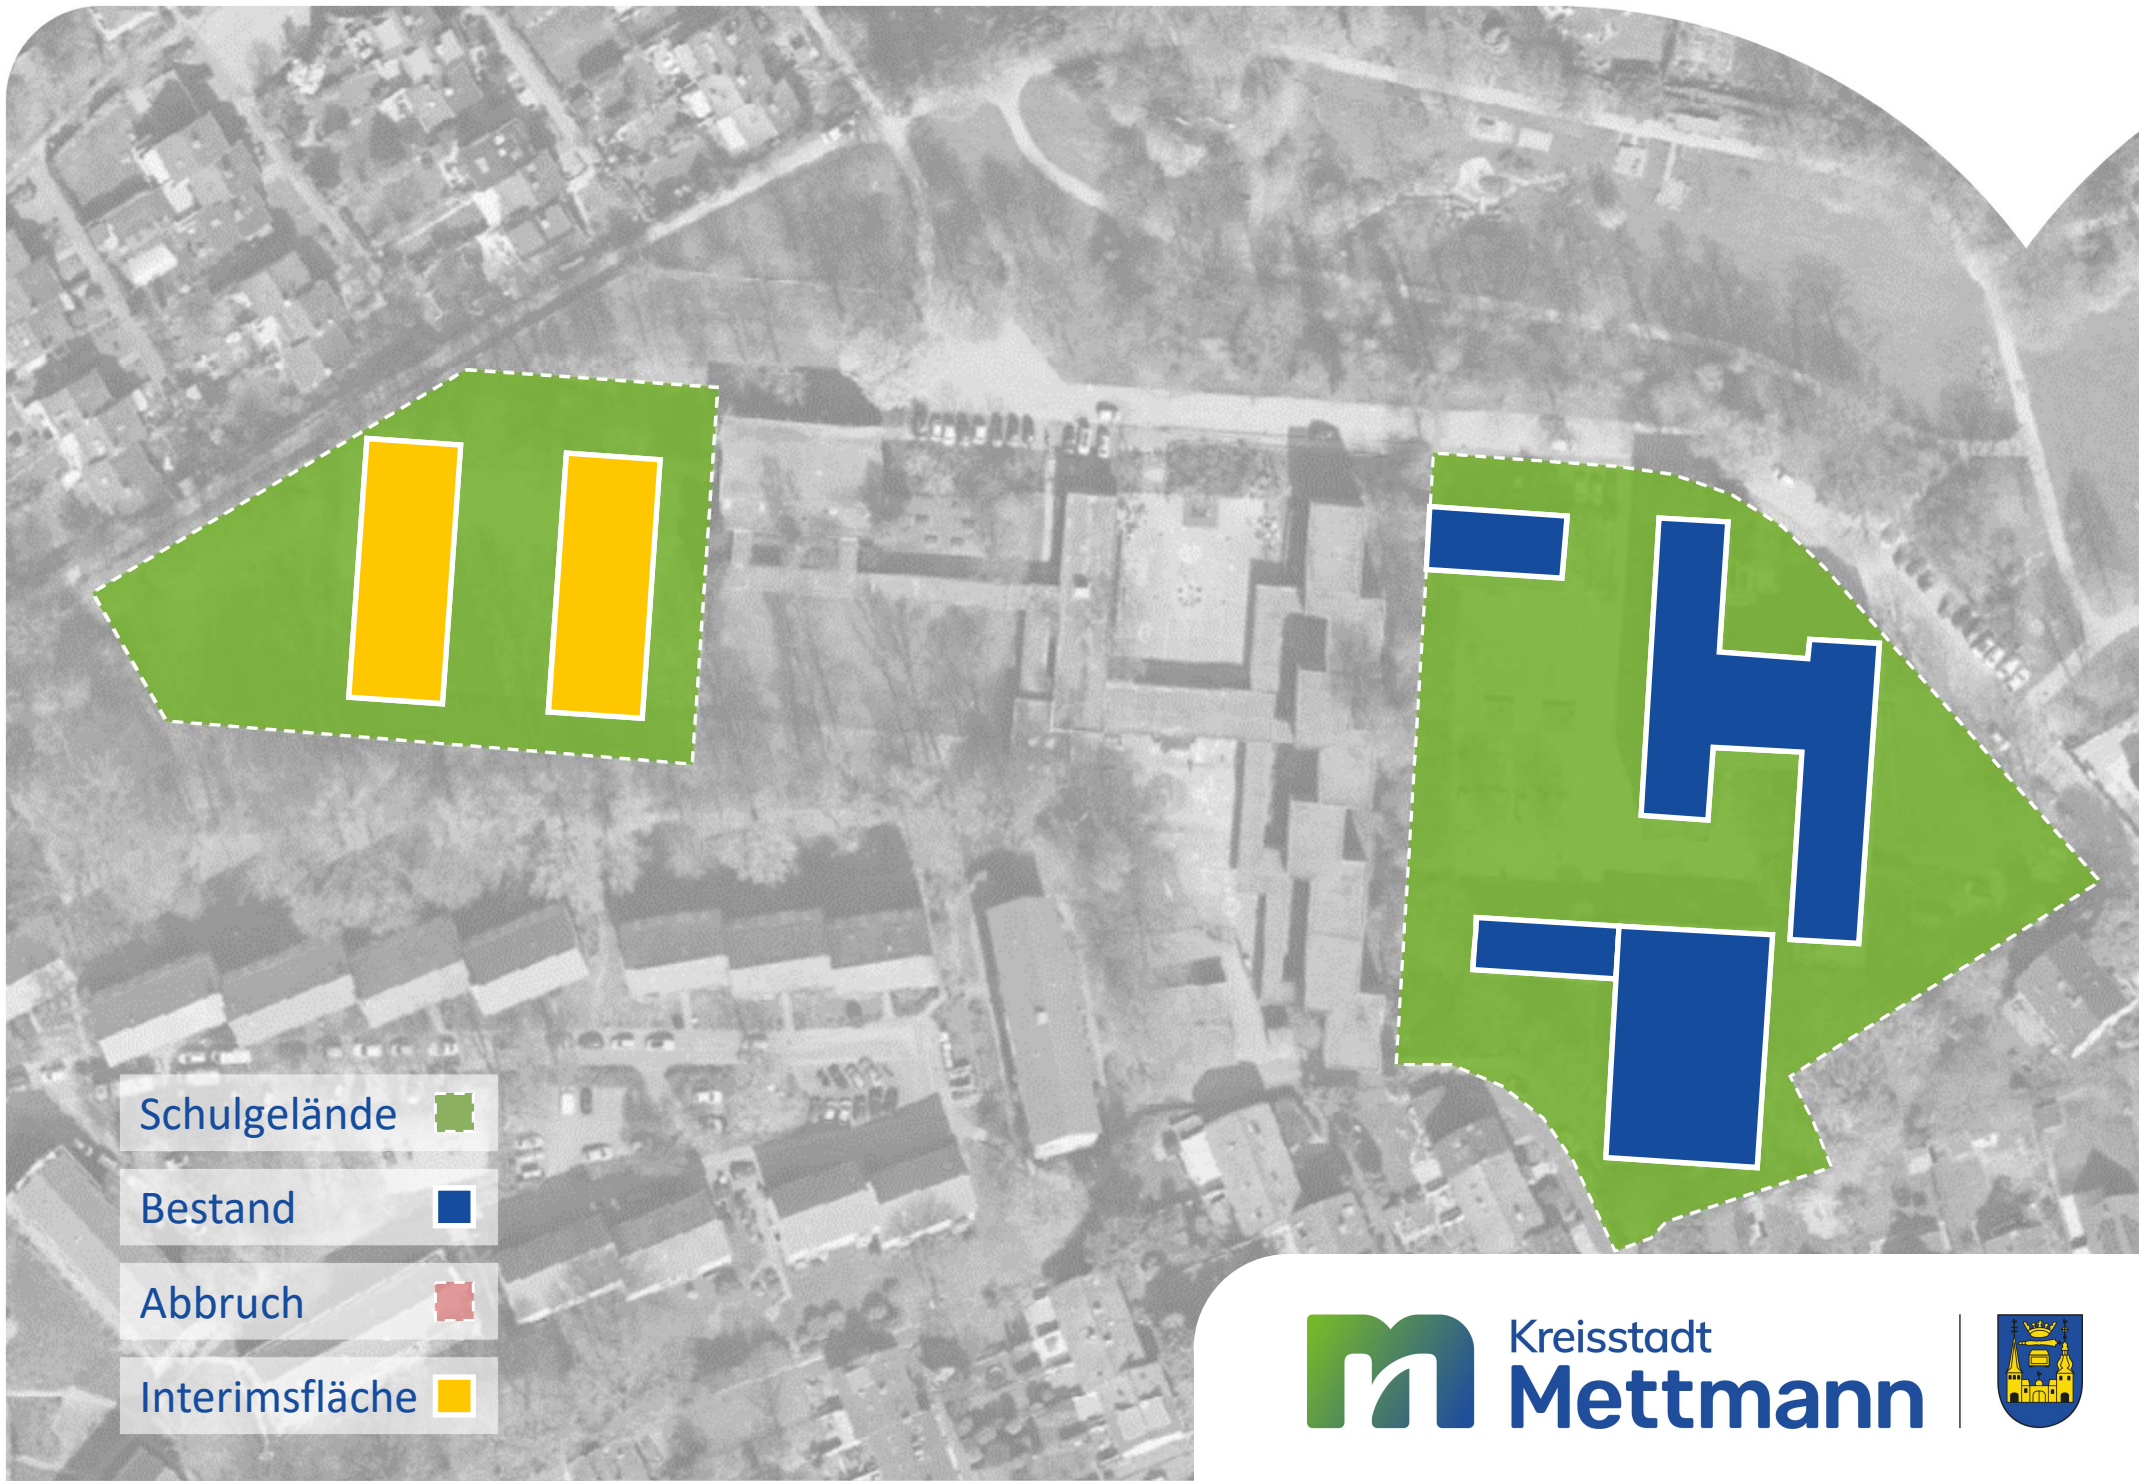 Schulgelände
Bestand
Abbruch
Interimsfläche
Kreisstadt
Mettmann